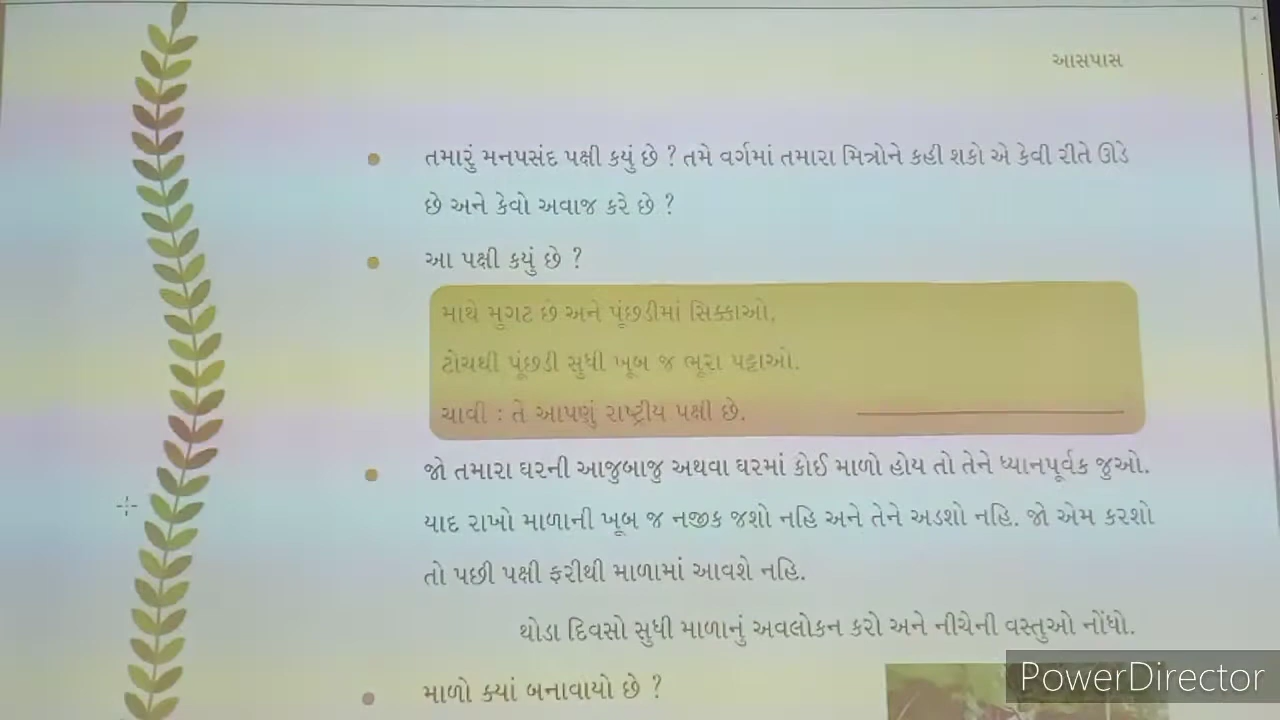 આસપાસ
તમારું મનપસંદ પક્ષી કયું છે ? તમે વર્ગમાં તમારા મિત્રોને કહી શકો એ કેવી રીતે ઊડે
છે અને કેવો અવાજ કરે છે ?
આ પક્ષી કયું છે ?
માથે મુગટ છે અને પૂંછડીમાં સિક્કાઓ,
ટોચથી પૂંછડી સુધી ખૂબ જ ભૂરા પટ્ટાઓ.
ચાવી : તે આપણું રાષ્ટ્રીય પક્ષી છે.
જો તમારા ઘરની આજુબાજુ અથવા ઘરમાં કોઈ માળો હોય તો તેને ધ્યાનપૂર્વક જુઓ.
યાદ રાખો માળાની ખૂબ જ નજીક જશો નહિ અને તેને અડશો નહિ. જો એમ કરશો
તો પછી પક્ષી ફરીથી માળામાં આવશે નહિ.
થોડા દિવસો સુધી માળાનું અવલોકન કરો અને નીચેની વસ્તુઓ નોંધો.
માળો ક્યાં બનાવાયો છે ?
PowerDirector